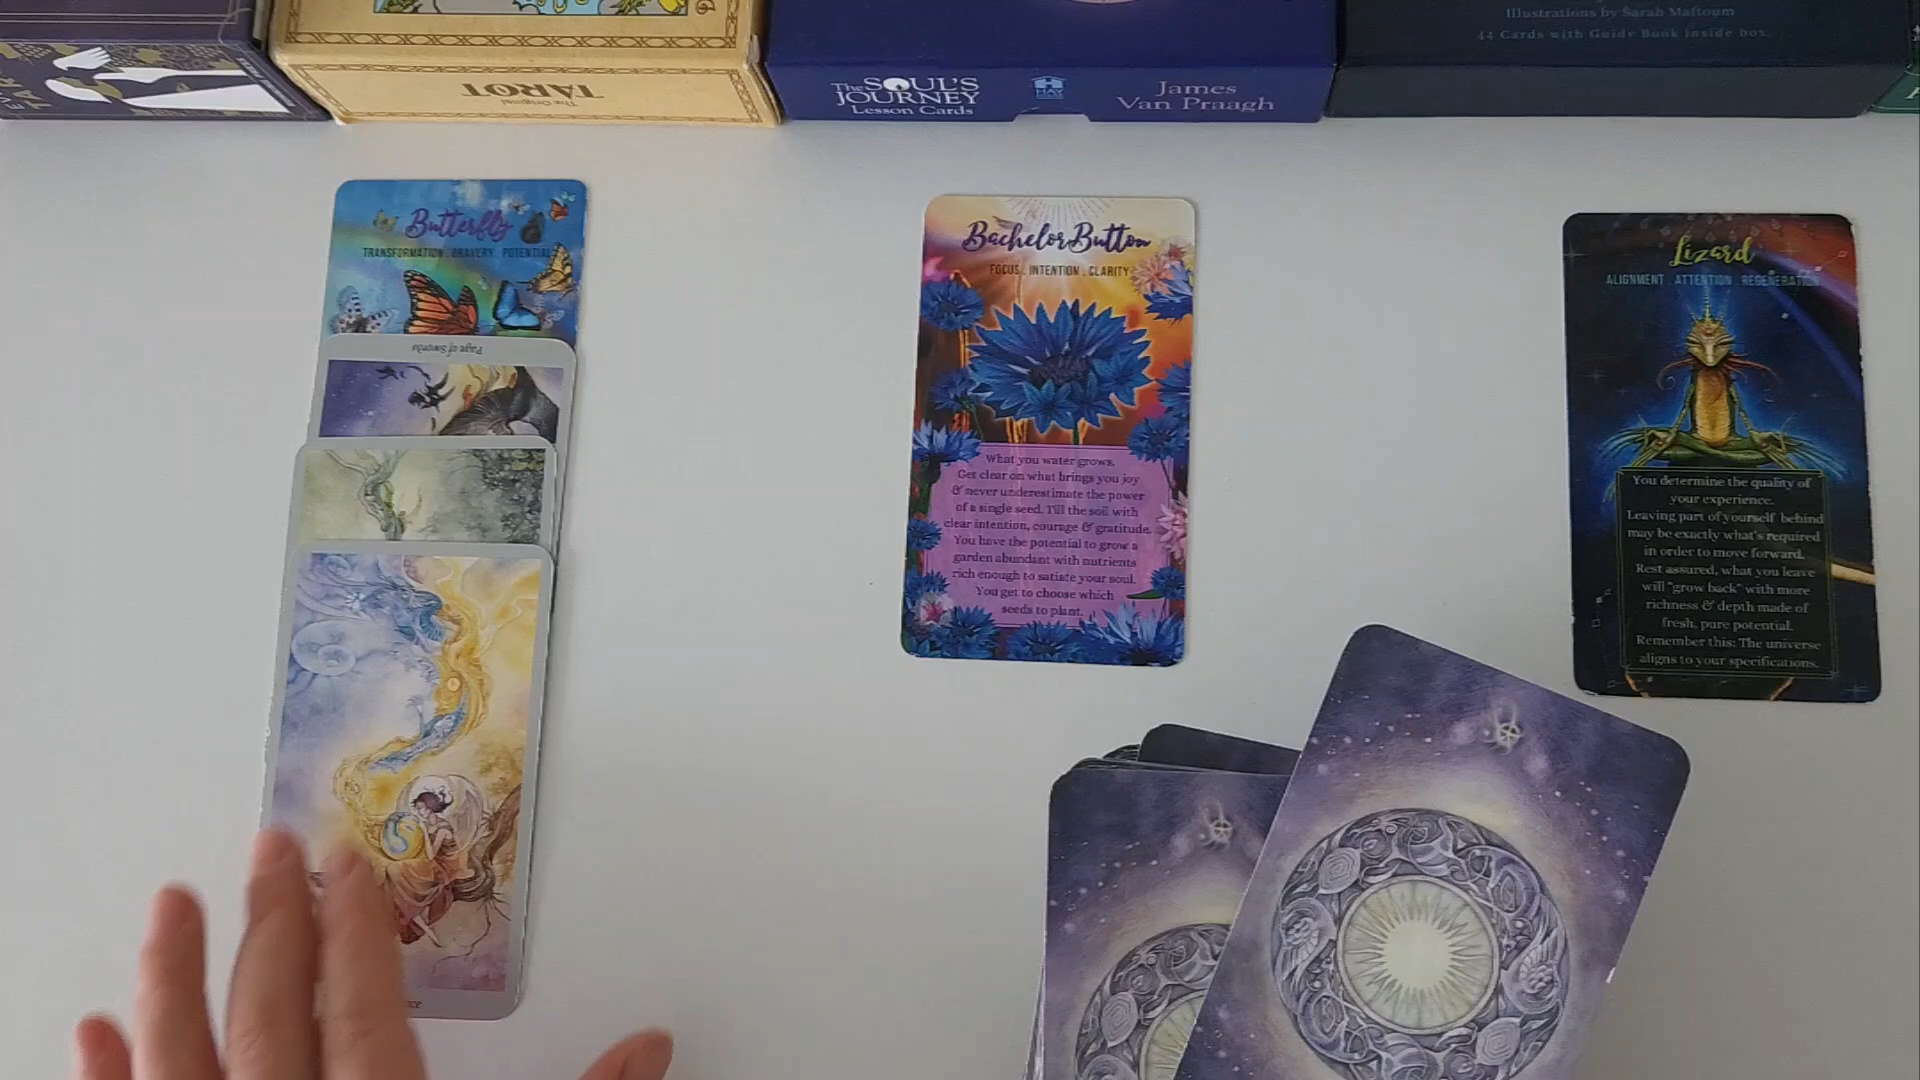 Illustrations by Sarah Maftoum
44 Cards with Guide Book inside box.
TAROT
The Original
TAROT
The SOUL'S
JOURNEY
Lesson Cards
HAY
HOUSE
James
Van Praagh
Butterfly
TRANSFORMATION . BRAVERY . POTENTIAL
Page of Swords
Bachelor Button
FOCUS . INTENTION . CLARITY
What you water grows.
Get clear on what brings you joy
& never underestimate the power
of a single seed. Till the soil with
clear intention, courage & gratitude.
You have the potential to grow a
garden abundant with nutrients
rich enough to satiate your soul.
You get to choose which
seeds to plant.
Lizard
ALIGNMENT . ATTENTION . REGENERATION
You determine the quality of
your experience.
Leaving part of yourself behind
may be exactly what's required
in order to move forward.
Rest assured, what you leave
will "grow back" with more
richness & depth made of
fresh, pure potential.
Remember this: The universe
aligns to your specifications.